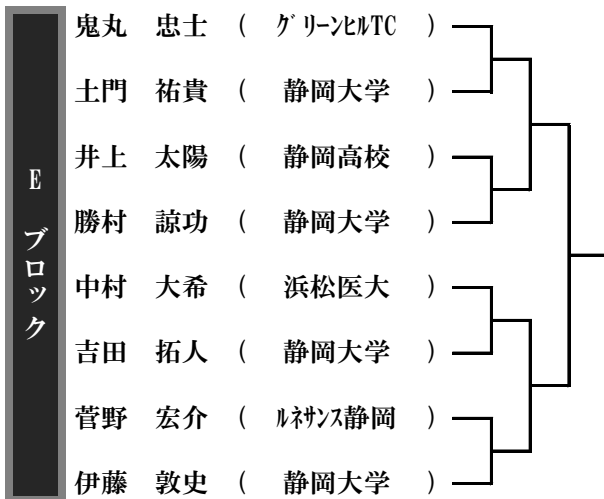 Eブロック
鬼丸 忠士 ( グリーンヒルTC )
土門 祐貴 ( 静岡大学 )
井上 太陽 ( 静岡高校 )
勝村 諒功 ( 静岡大学 )
中村 大希 ( 浜松医大 )
吉田 拓人 ( 静岡大学 )
菅野 宏介 ( ルネサンス静岡 )
伊藤 敦史 ( 静岡大学 )